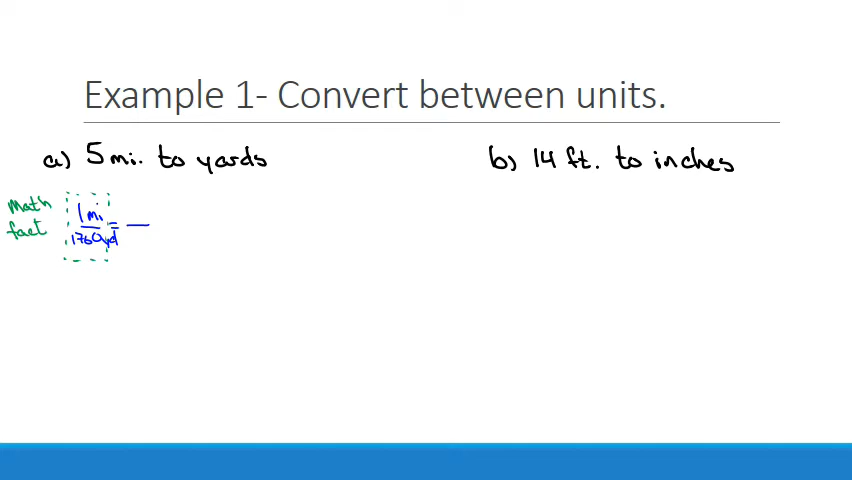 Example 1- Convert between units.
a) 5 mi. to yards
b) 14 ft. to inches
Math fact
1 mi / 1760 yd = —